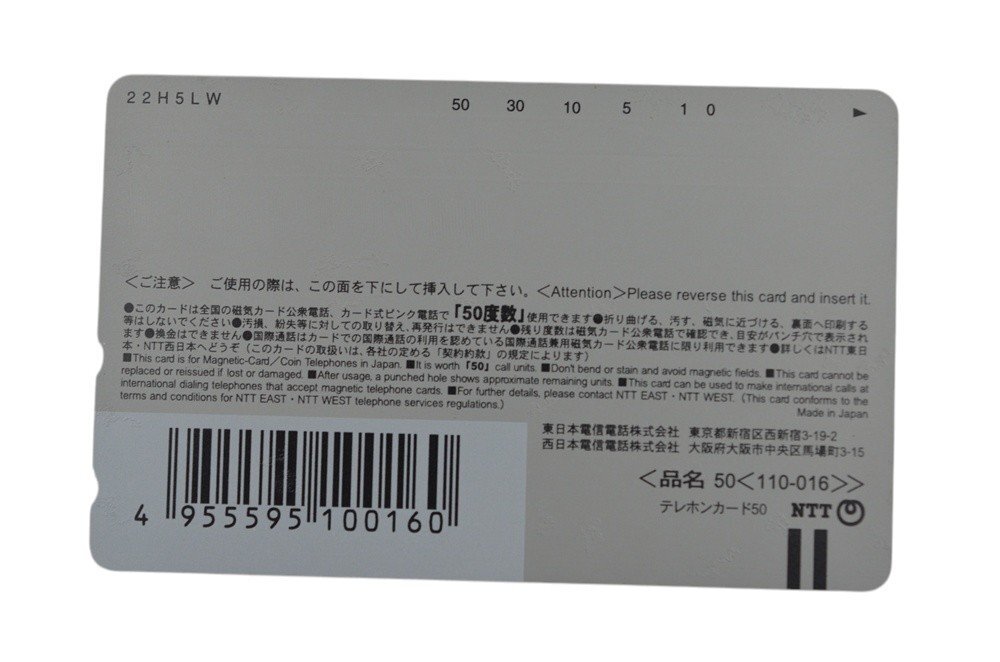 22H5LW 50 30 10 5 1 0
<ご注意> ご使用の際は、この面を下にして挿入して下さい。<Attention>Please reverse this card and insert it.
●このカードは全国の磁気カード公衆電話、カード式ピンク電話で「50度数」使用できます●折り曲げる、汚す、磁気に近づける、裏面へ印刷する
等はしないでください●汚損、紛失等に対しての取り替え、再発行はできません●残り度数は磁気カード公衆電話で確認でき、目安がパンチ穴で表示され
ます●換金はできません●国際通話はカードでの国際通話の利用を認めている国際通話兼用磁気カード公衆電話に限り利用できます●詳しくはNTT東日
本・NTT西日本へどうぞ(このカードの取扱いは、各社の定める「契約約款」の規定によります)
■This card is for Magnetic-Card/Coin Telephones in Japan. ■It is worth「50」call units. ■Don't bend or stain and avoid magnetic fields. ■This card cannot be
replaced or reissued if lost or damaged. ■After usage, a punched hole shows approximate remaining units. ■This card can be used to make international calls at
international dialing telephones that accept magnetic telephone cards. ■For further details, please contact NTT EAST・NTT WEST. (This card conforms to the
terms and conditions for NTT EAST・NTT WEST telephone services regulations.)
Made in Japan
東日本電信電話株式会社 東京都新宿区西新宿3-19-2
西日本電信電話株式会社 大阪府大阪市中央区馬場町3-15
<品名 50<110-016>>
テレホンカード50 NTT
4 955595 100160